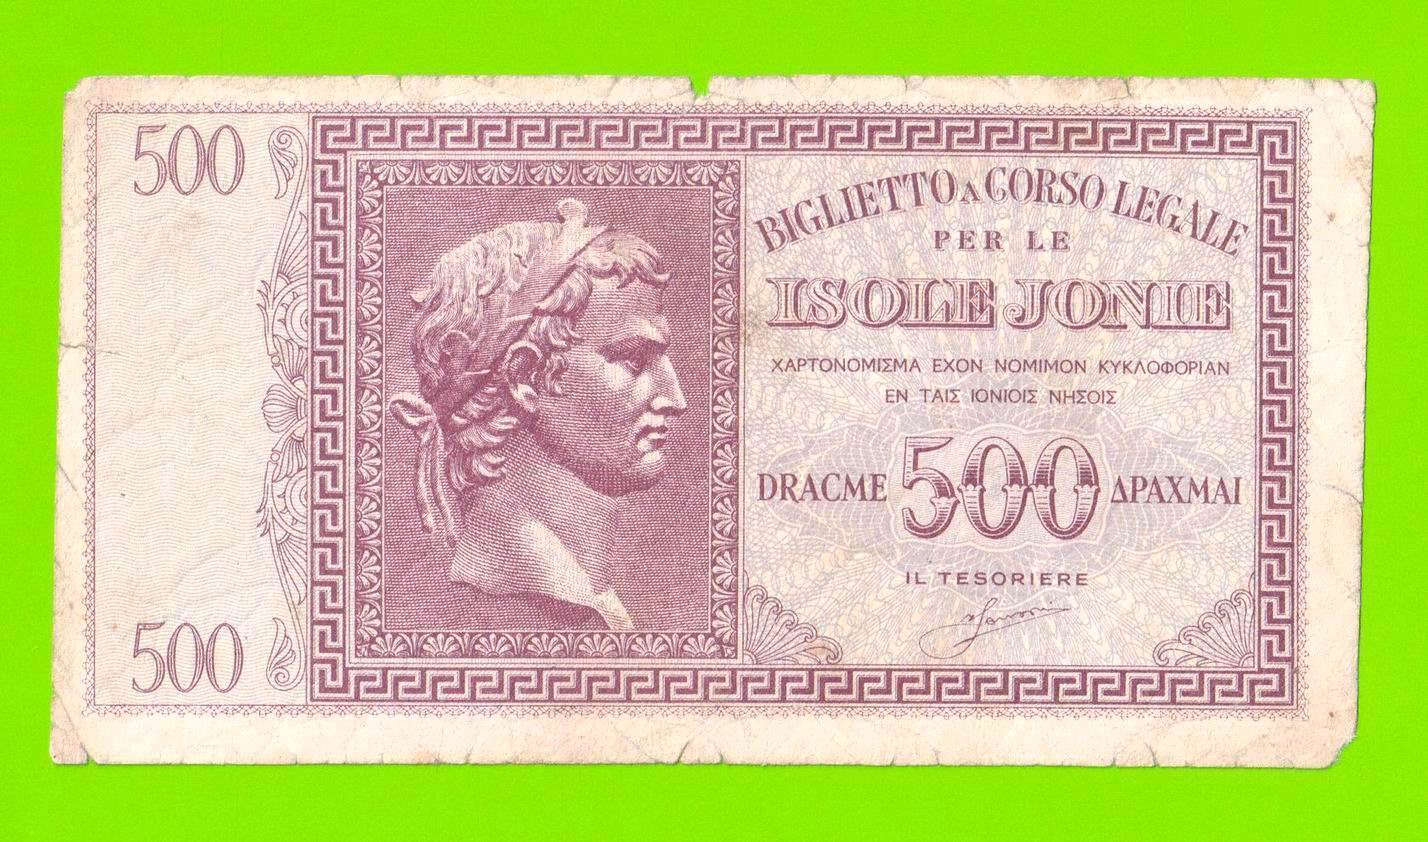 500
500
BIGLIETTO A CORSO LEGALE
PER LE
ISOLE JONIE
ΧΑΡΤΟΝΟΜΙΣΜΑ ΕΧΟΝ ΝΟΜΙΜΟΝ ΚΥΚΛΟΦΟΡΙΑΝ
ΕΝ ΤΑΙΣ ΙΟΝΙΟΙΣ ΝΗΣΟΙΣ
DRACME 500 ΔΡΑΧΜΑΙ
IL TESORIERE